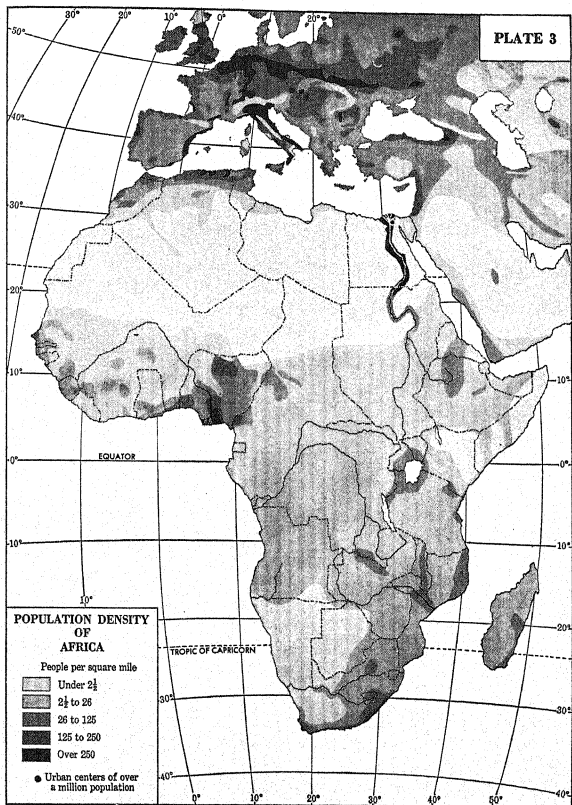 30° 20° 10° 0° 20°
PLATE 3
50°
40°
30°
20°
10°
10°
EQUATOR
0°
0°
10°
10°
10°
20°
20°
POPULATION DENSITY
OF
AFRICA
People per square mile
Under 2½
2½ to 26
26 to 125
125 to 250
Over 250
Urban centers of over
a million population
TROPIC OF CAPRICORN
30°
30°
40°
40°
0° 10° 20° 30° 40° 50°